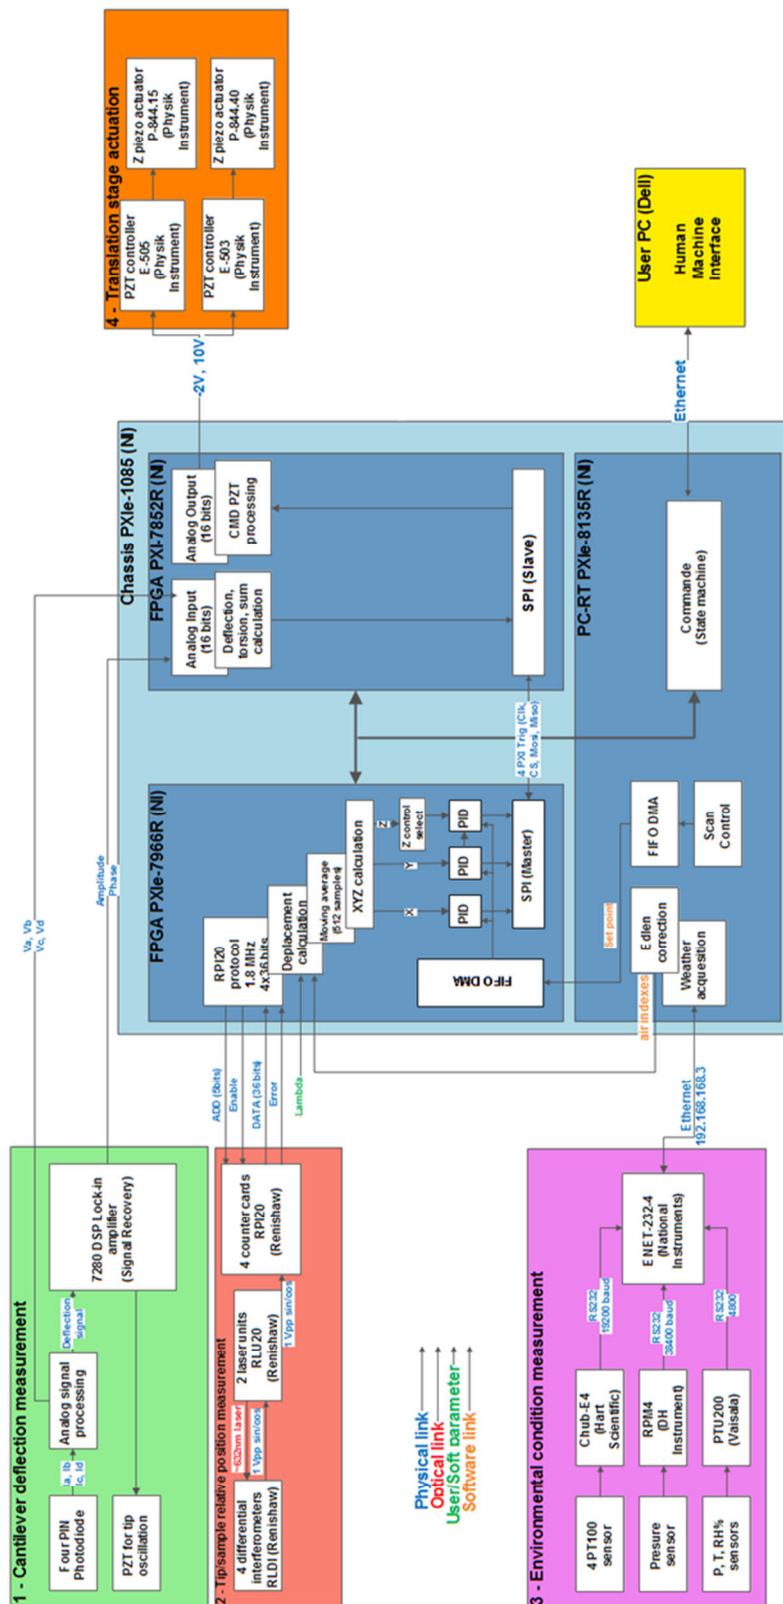 1 - Cantilever deflection measurement
Four PIN
Photodiode
Ia, Ib
Ic, Id
Analog signal
processing
Deflection
signal
7280 DSP Lock-in
amplifier
(Signal Recovery)
PZT for tip
oscillation
Va, Vb
Vc, Vd
Amplitude
Phase
2 - Tip/sample relative position measurement
4 differential
interferometers
RLDI (Renishaw)
~632nm laser
1 Vpp sin/cos
2 laser units
RLU20
(Renishaw)
1 Vpp sin/cos
4 counter cards
RPI20
(Renishaw)
ADD (5bits)
Enable
DATA (36 bits)
Error
Lambda
Physical link
Optical link
User/Soft parameter
Software link
3 - Environmental condition measurement
4 PT100
sensor
Chub-E4
(Hart
Scientific)
RS232
19200 baud
Presure
sensor
RPM4
(DH
Instrument)
RS232
38400 baud
P, T, RH%
sensors
PTU200
(Vaisala)
RS232
4800
ENET-232-4
(National
Instruments)
Ethernet
192.168.168.3
Chassis PXIe-1085 (NI)
FPGA PXIe-7966R (NI)
RPI20
protocol
1.8 MHz
4x36 bits
Deplacement
calculation
Moving average
(512 samples)
XYZ calculation
X
Y
Z
Z control
select
PID
PID
PID
FIFO DMA
SPI (Master)
4 PXI Trig (Clk,
CS, Mosi, Miso)
FPGA PXI-7852R (NI)
Analog Input
(16 bits)
Deflection,
torsion, sum
calculation
Analog Output
(16 bits)
CMD PZT
processing
SPI (Slave)
PC-RT PXIe-8135R (NI)
air indexes
Edlen
correction
Weather
acquesition
Set point
FIFO DMA
Scan
Control
Commande
(State machine)
-2V, 10V
4 - Translation stage actuation
PZT controller
E-505
(Physik
Instrument)
Z piezo actuator
P-844.15
(Physik
Instrument)
PZT controller
E-503
(Physik
Instrument)
Z piezo actuator
P-844.40
(Physik
Instrument)
Ethernet
User PC (Dell)
Human
Machine
Interface